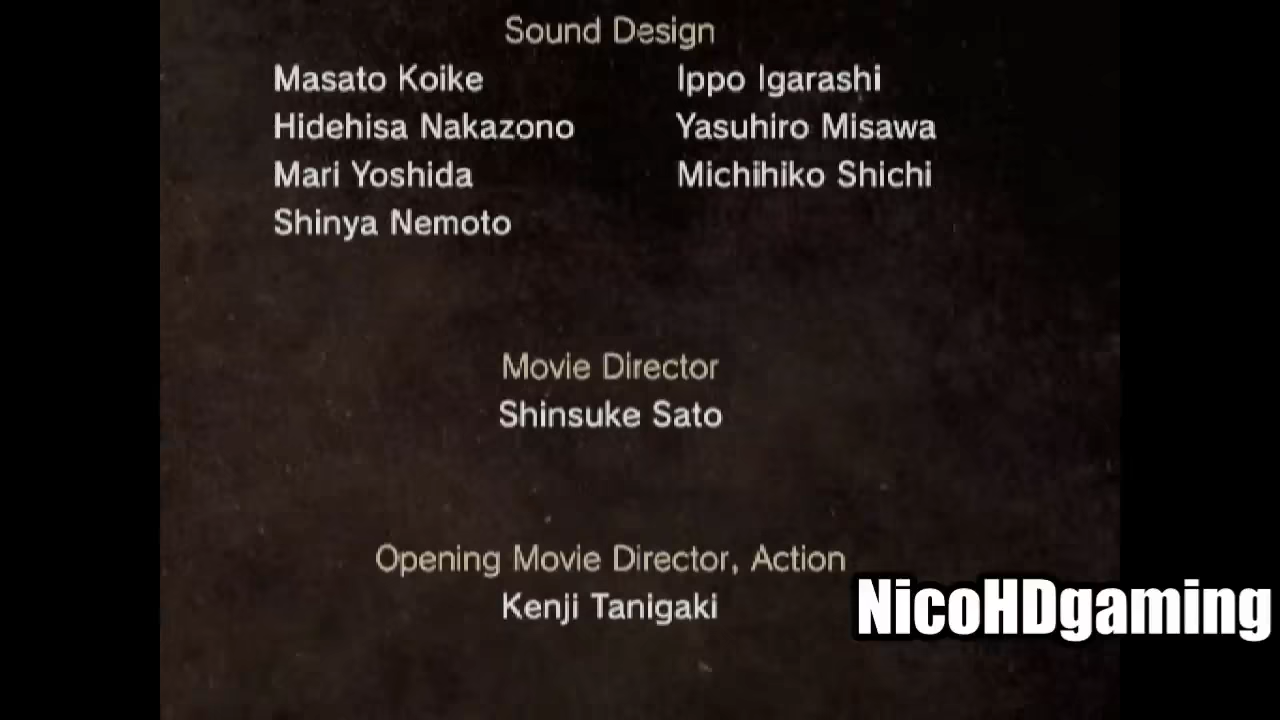 Sound Design
Masato Koike Ippo Igarashi
Hidehisa Nakazono Yasuhiro Misawa
Mari Yoshida Michihiko Shichi
Shinya Nemoto
Movie Director
Shinsuke Sato
Opening Movie Director, Action
Kenji Tanigaki
NicoHDgaming